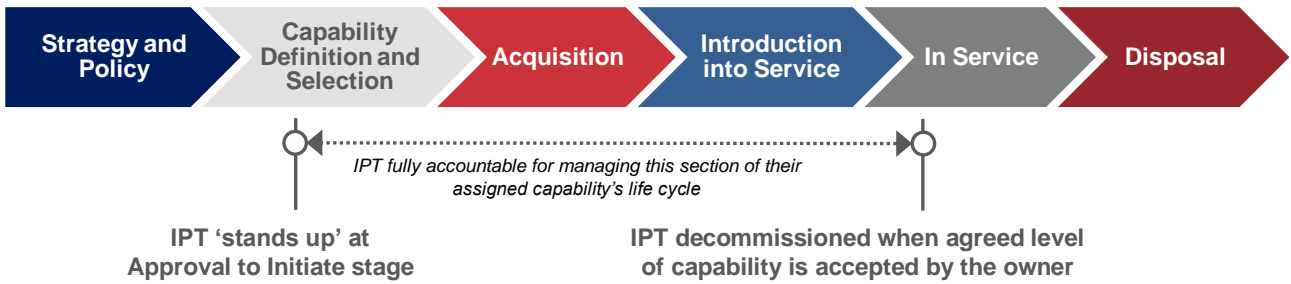 Strategy and
Policy
Capability
Definition and
Selection
Acquisition
Introduction
into Service
In Service
Disposal
IPT fully accountable for managing this section of their
assigned capability’s life cycle
IPT ‘stands up’ at
Approval to Initiate stage
IPT decommissioned when agreed level
of capability is accepted by the owner